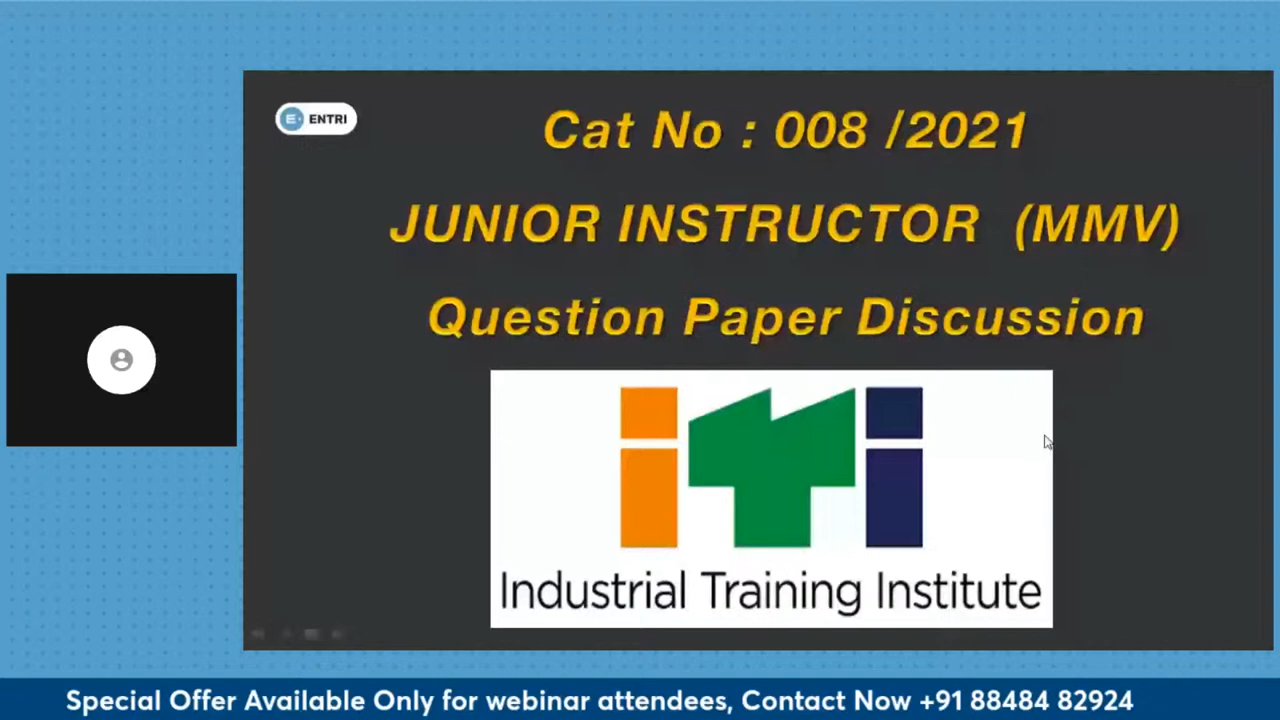 ENTRI
Cat No : 008 /2021
JUNIOR INSTRUCTOR (MMV)
Question Paper Discussion
iTi
Industrial Training Institute
Special Offer Available Only for webinar attendees, Contact Now +91 88484 82924